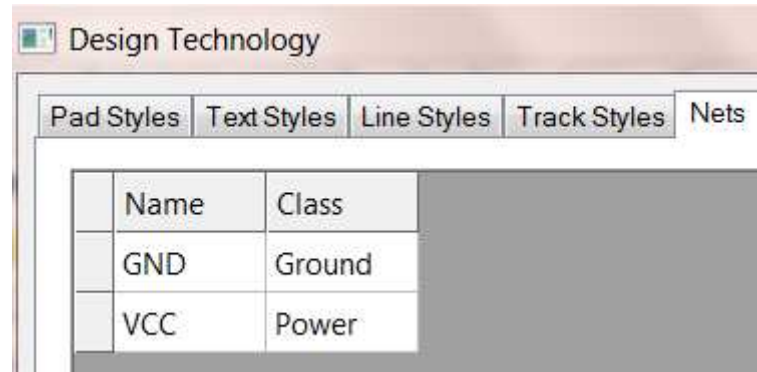 Design Technology
Pad Styles Text Styles Line Styles Track Styles Nets
Name Class
GND Ground
VCC Power